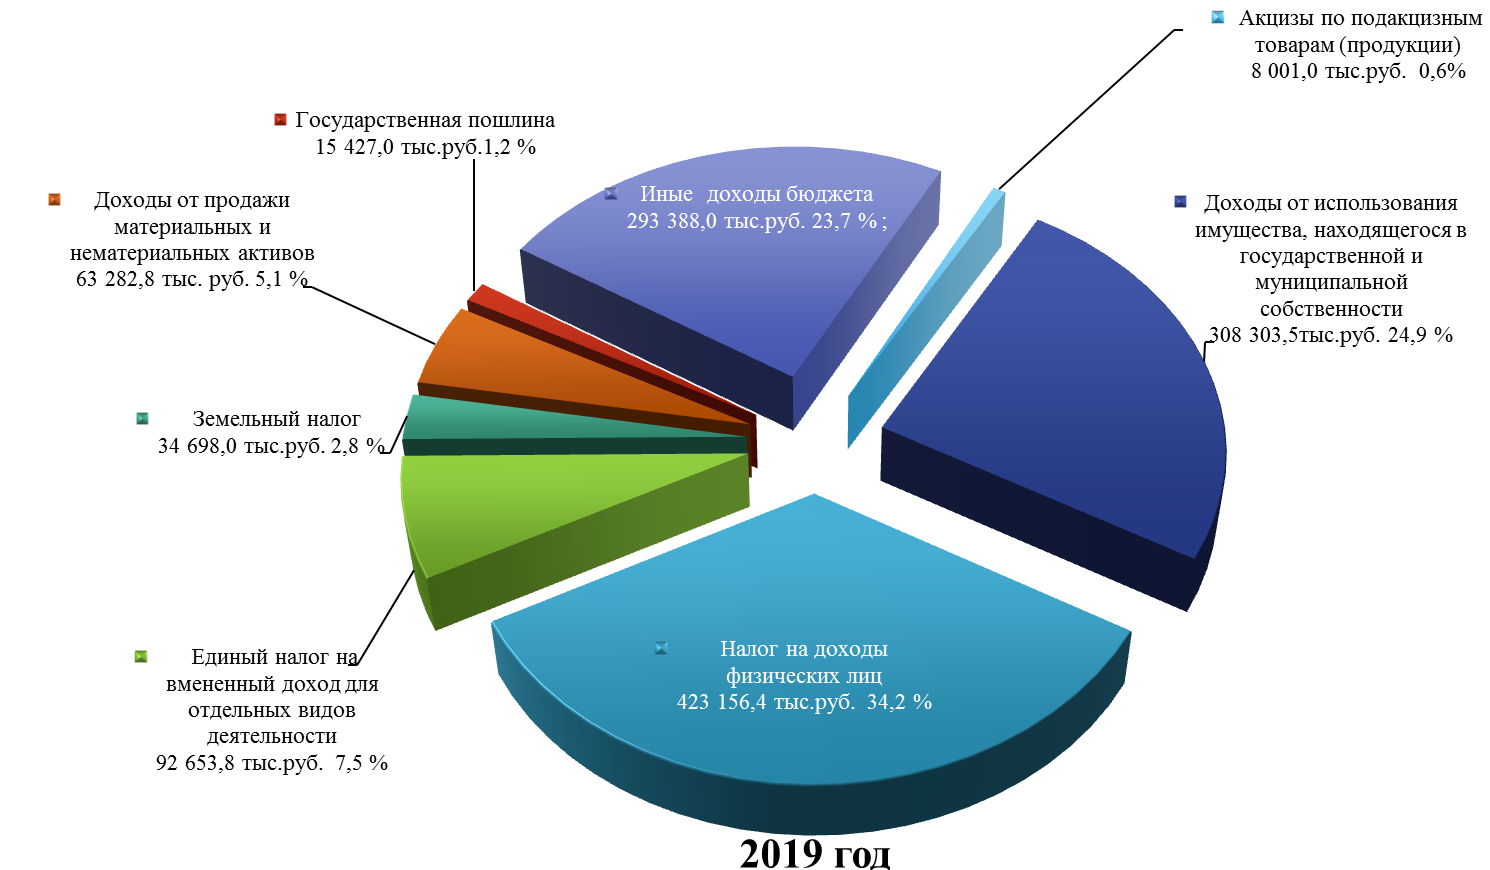 Акцизы по подакцизным
товарам (продукции)
8 001,0 тыс.руб.  0,6%
Государственная пошлина
15 427,0 тыс.руб.1,2 %
Доходы от продажи
материальных и
нематериальных активов
63 282,8 тыс. руб. 5,1 %
Иные  доходы бюджета
293 388,0 тыс.руб. 23,7 % ;
Доходы от использования
имущества, находящегося в
государственной и
муниципальной
собственности
308 303,5тыс.руб. 24,9 %
Земельный налог
34 698,0 тыс.руб. 2,8 %
Единый налог на
вмененный доход для
отдельных видов
деятельности
92 653,8 тыс.руб.  7,5 %
Налог на доходы
физических лиц
423 156,4 тыс.руб.  34,2 %
2019 год